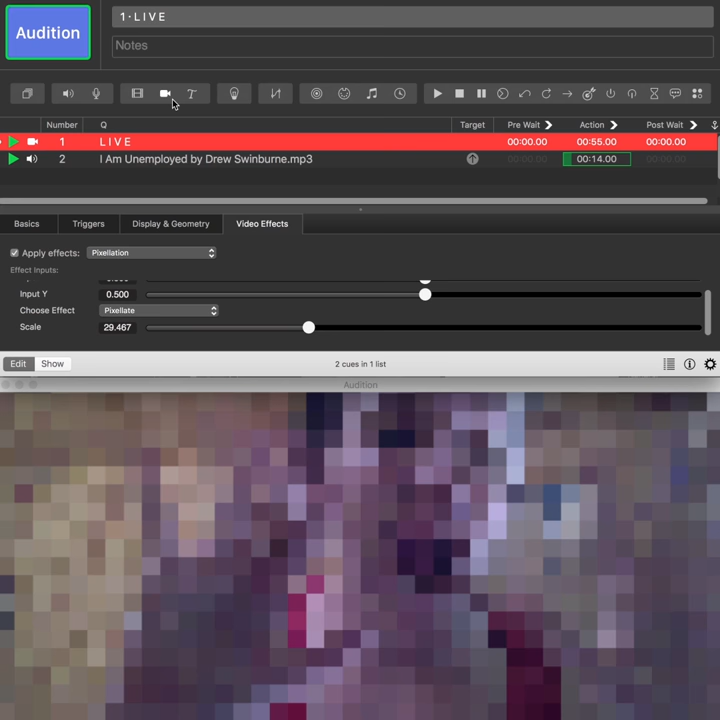 Audition
1·LIVE
Notes
Number Q Target Pre Wait Action Post Wait
1 LIVE 00:00.00 00:55.00 00:00.00
2 I Am Unemployed by Drew Swinburne.mp3 00:00.00 00:14.00 00:00.00
Basics Triggers Display & Geometry Video Effects
Apply effects: Pixellation
Effect Inputs:
Input Y 0.500
Choose Effect Pixellate
Scale 29.467
Edit Show 2 cues in 1 list
Audition